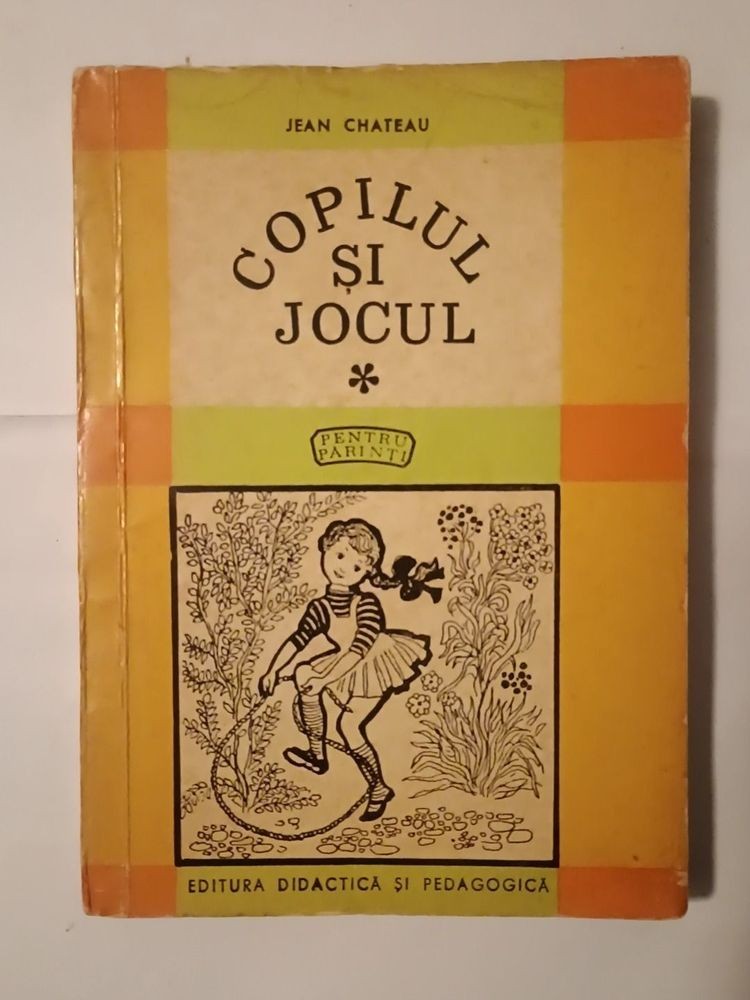 JEAN CHATEAU
COPILUL
ȘI
JOCUL
*
PENTRU
PĂRINȚI
EDITURA DIDACTICĂ ȘI PEDAGOGICĂ